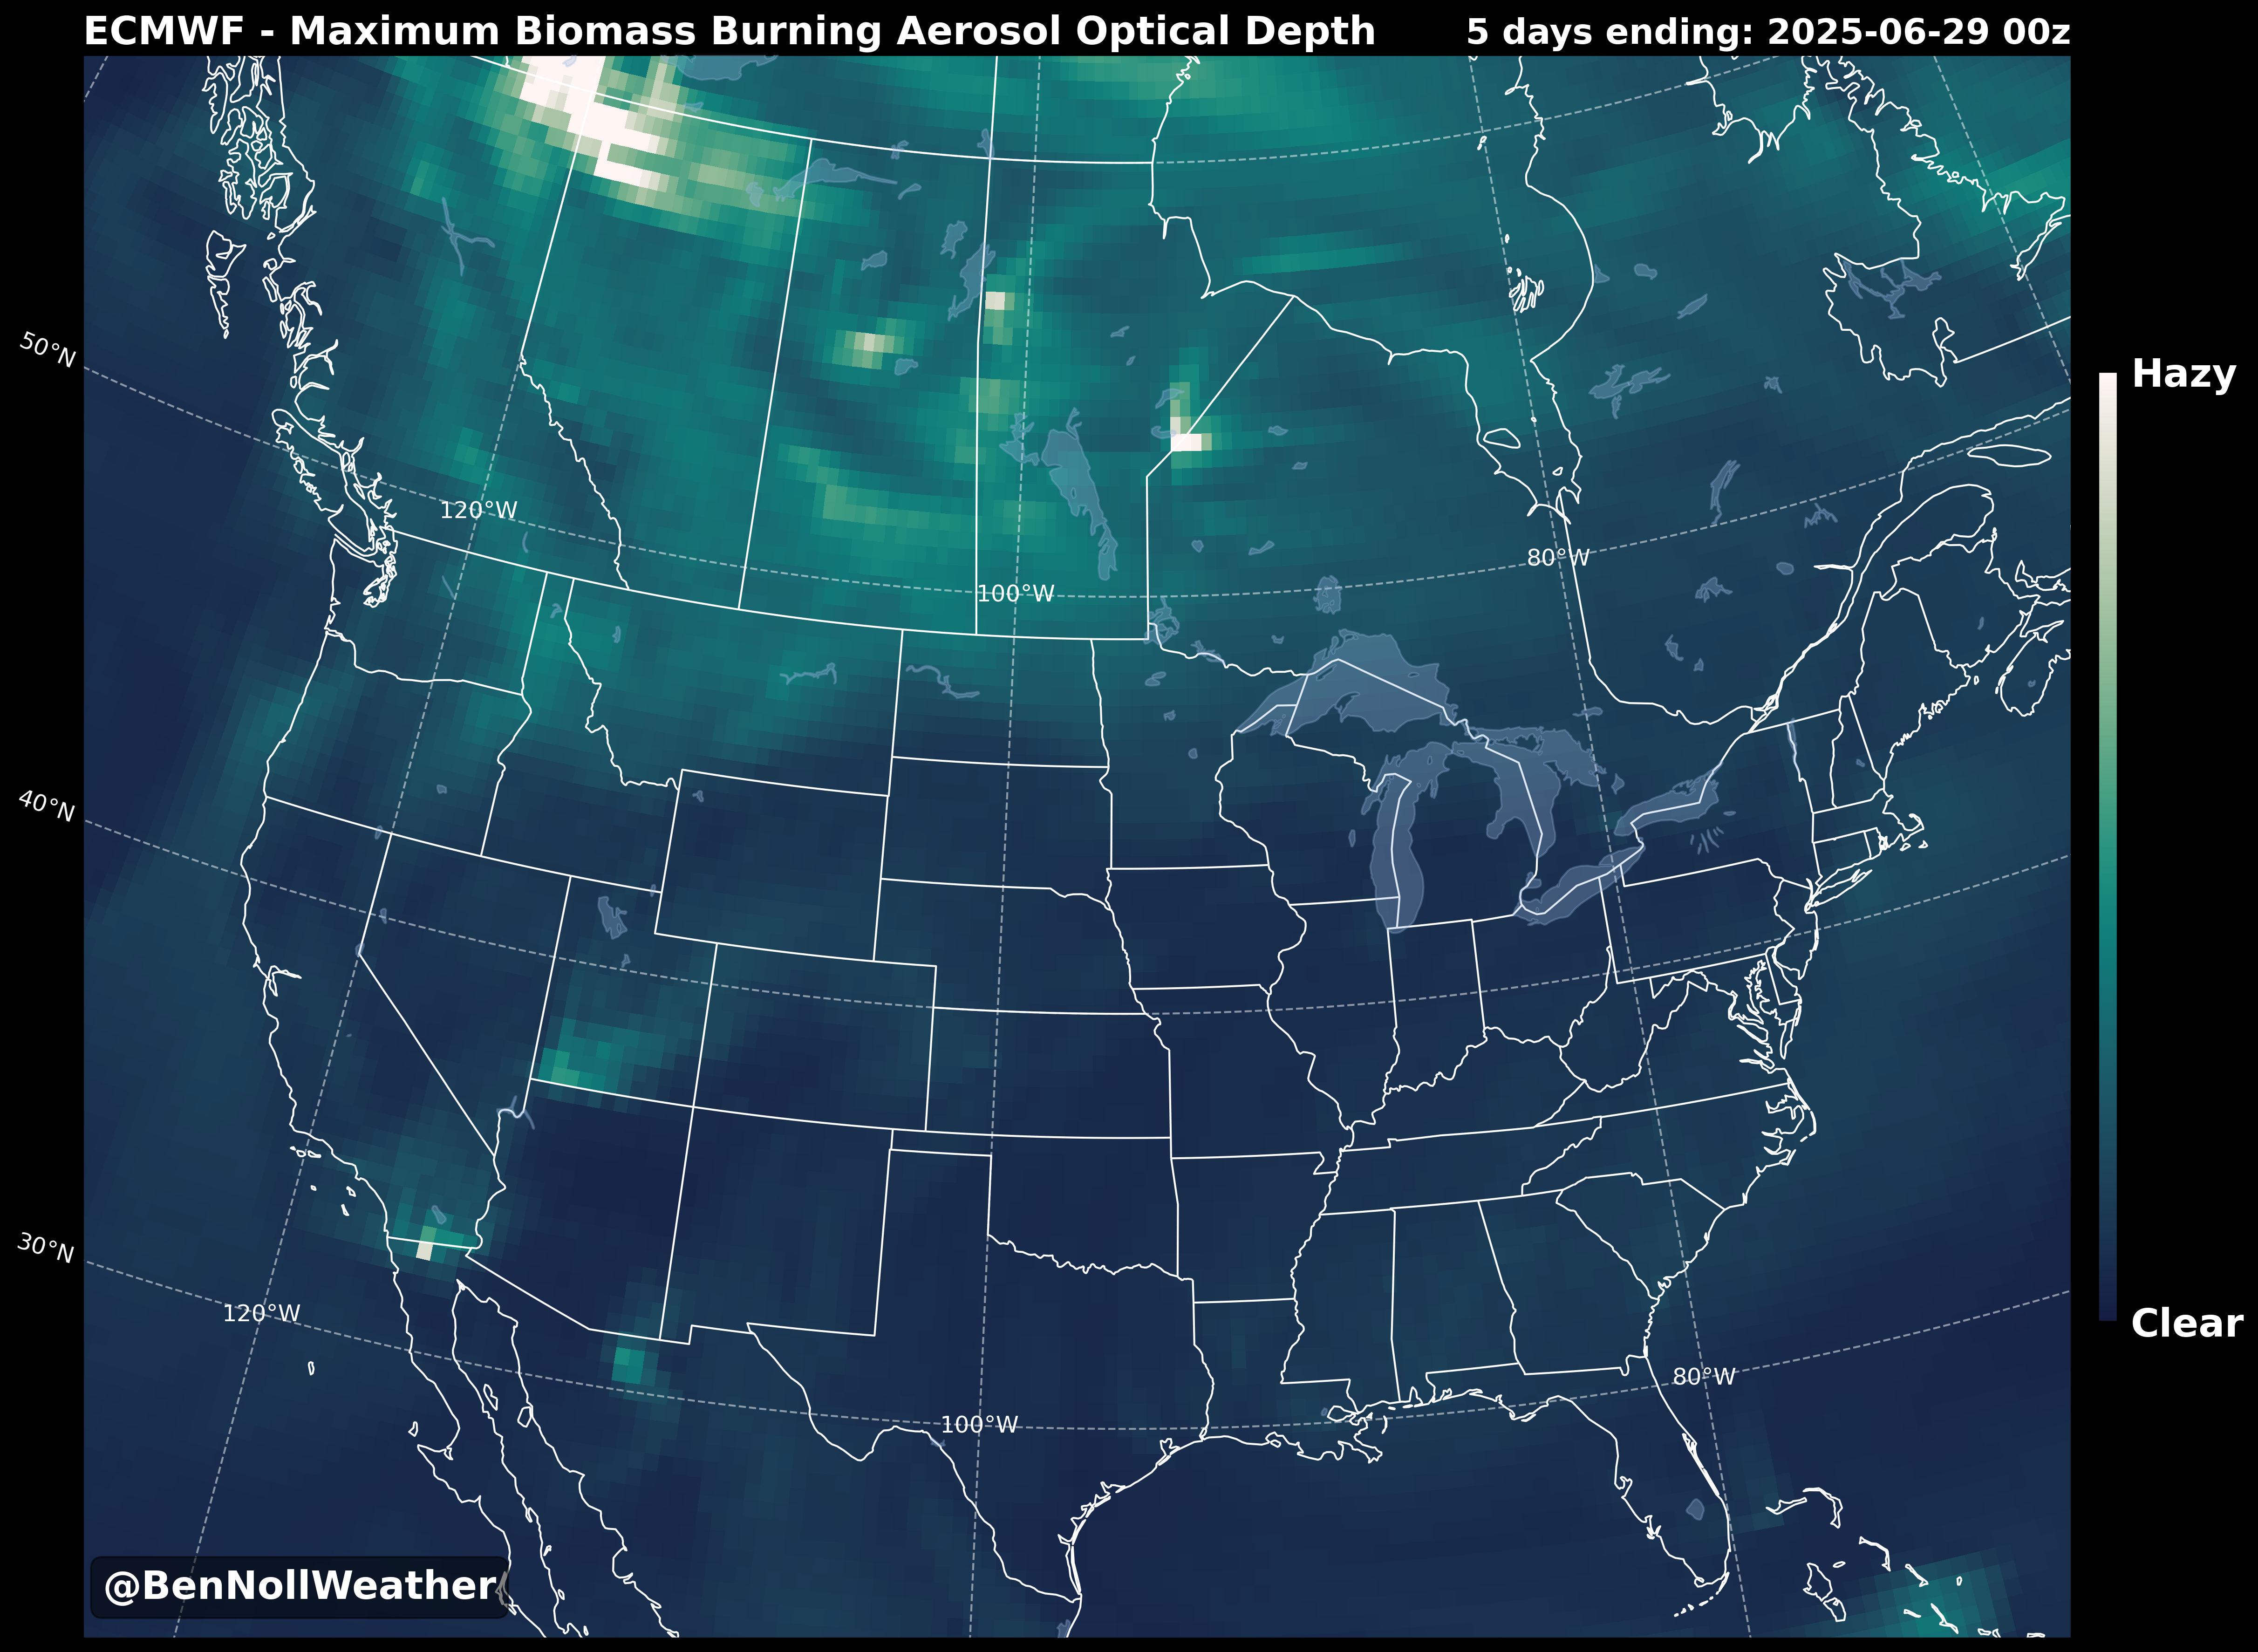 ECMWF - Maximum Biomass Burning Aerosol Optical Depth
5 days ending: 2025-06-29 00z
50°N
Hazy
120°W
80°W
100°W
40°N
30°N
120°W
Clear
80°W
100°W
@BenNollWeather